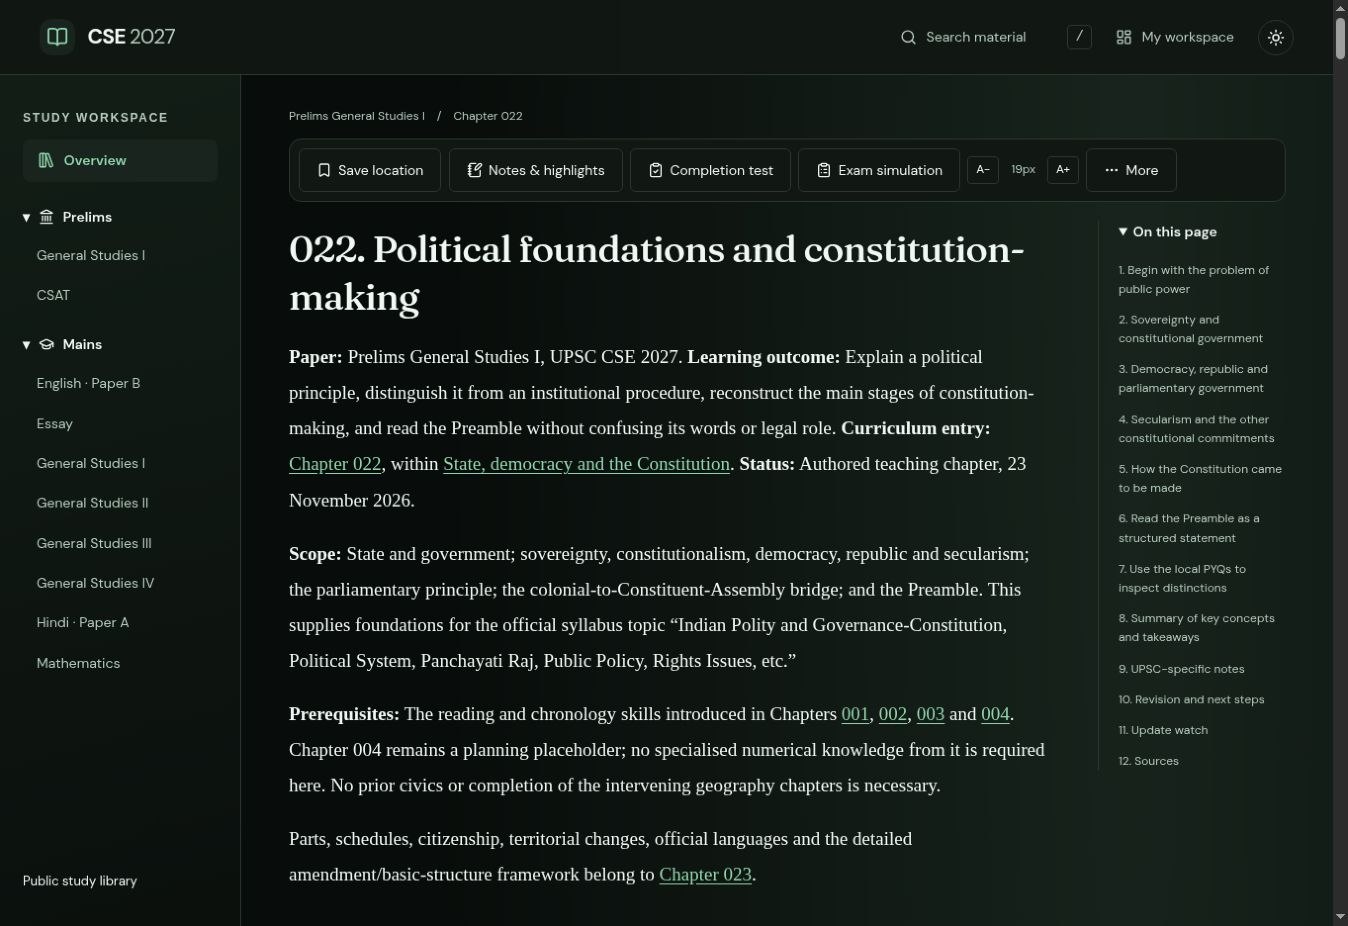 CSE 2027
Search material
/
My workspace
STUDY WORKSPACE
Overview
Prelims
General Studies I
CSAT
Mains
English · Paper B
Essay
General Studies I
General Studies II
General Studies III
General Studies IV
Hindi · Paper A
Mathematics
Public study library
Prelims General Studies I / Chapter 022
Save location
Notes & highlights
Completion test
Exam simulation
A−
19px
A+
More
022. Political foundations and constitution-
making
Paper: Prelims General Studies I, UPSC CSE 2027. Learning outcome: Explain a political
principle, distinguish it from an institutional procedure, reconstruct the main stages of constitution-
making, and read the Preamble without confusing its words or legal role. Curriculum entry:
Chapter 022, within State, democracy and the Constitution. Status: Authored teaching chapter, 23
November 2026.
Scope: State and government; sovereignty, constitutionalism, democracy, republic and secularism;
the parliamentary principle; the colonial-to-Constituent-Assembly bridge; and the Preamble. This
supplies foundations for the official syllabus topic “Indian Polity and Governance-Constitution,
Political System, Panchayati Raj, Public Policy, Rights Issues, etc.”
Prerequisites: The reading and chronology skills introduced in Chapters 001, 002, 003 and 004.
Chapter 004 remains a planning placeholder; no specialised numerical knowledge from it is required
here. No prior civics or completion of the intervening geography chapters is necessary.
Parts, schedules, citizenship, territorial changes, official languages and the detailed
amendment/basic-structure framework belong to Chapter 023.
On this page
1. Begin with the problem of
public power
2. Sovereignty and
constitutional government
3. Democracy, republic and
parliamentary government
4. Secularism and the other
constitutional commitments
5. How the Constitution came
to be made
6. Read the Preamble as a
structured statement
7. Use the local PYQs to
inspect distinctions
8. Summary of key concepts
and takeaways
9. UPSC-specific notes
10. Revision and next steps
11. Update watch
12. Sources